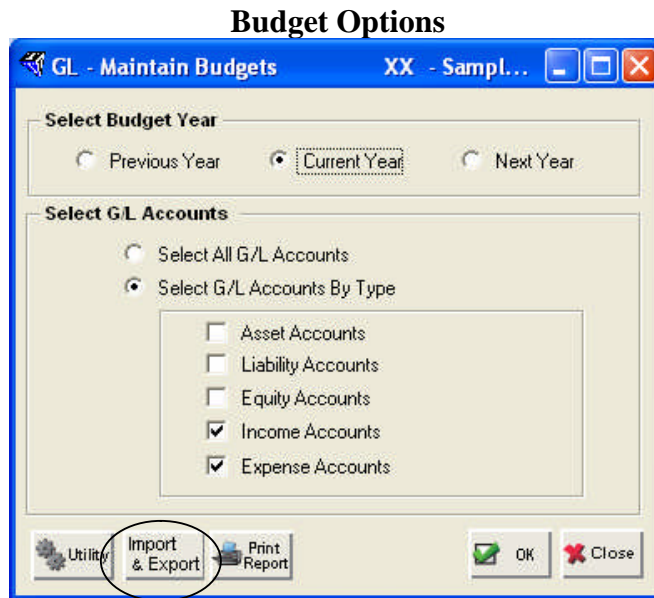 Budget Options
GL - Maintain Budgets XX - Sampl...
Select Budget Year
Previous Year Current Year Next Year
Select G/L Accounts
Select All G/L Accounts
Select G/L Accounts By Type
Asset Accounts
Liability Accounts
Equity Accounts
Income Accounts
Expense Accounts
Utility Import & Export Print Report OK Close